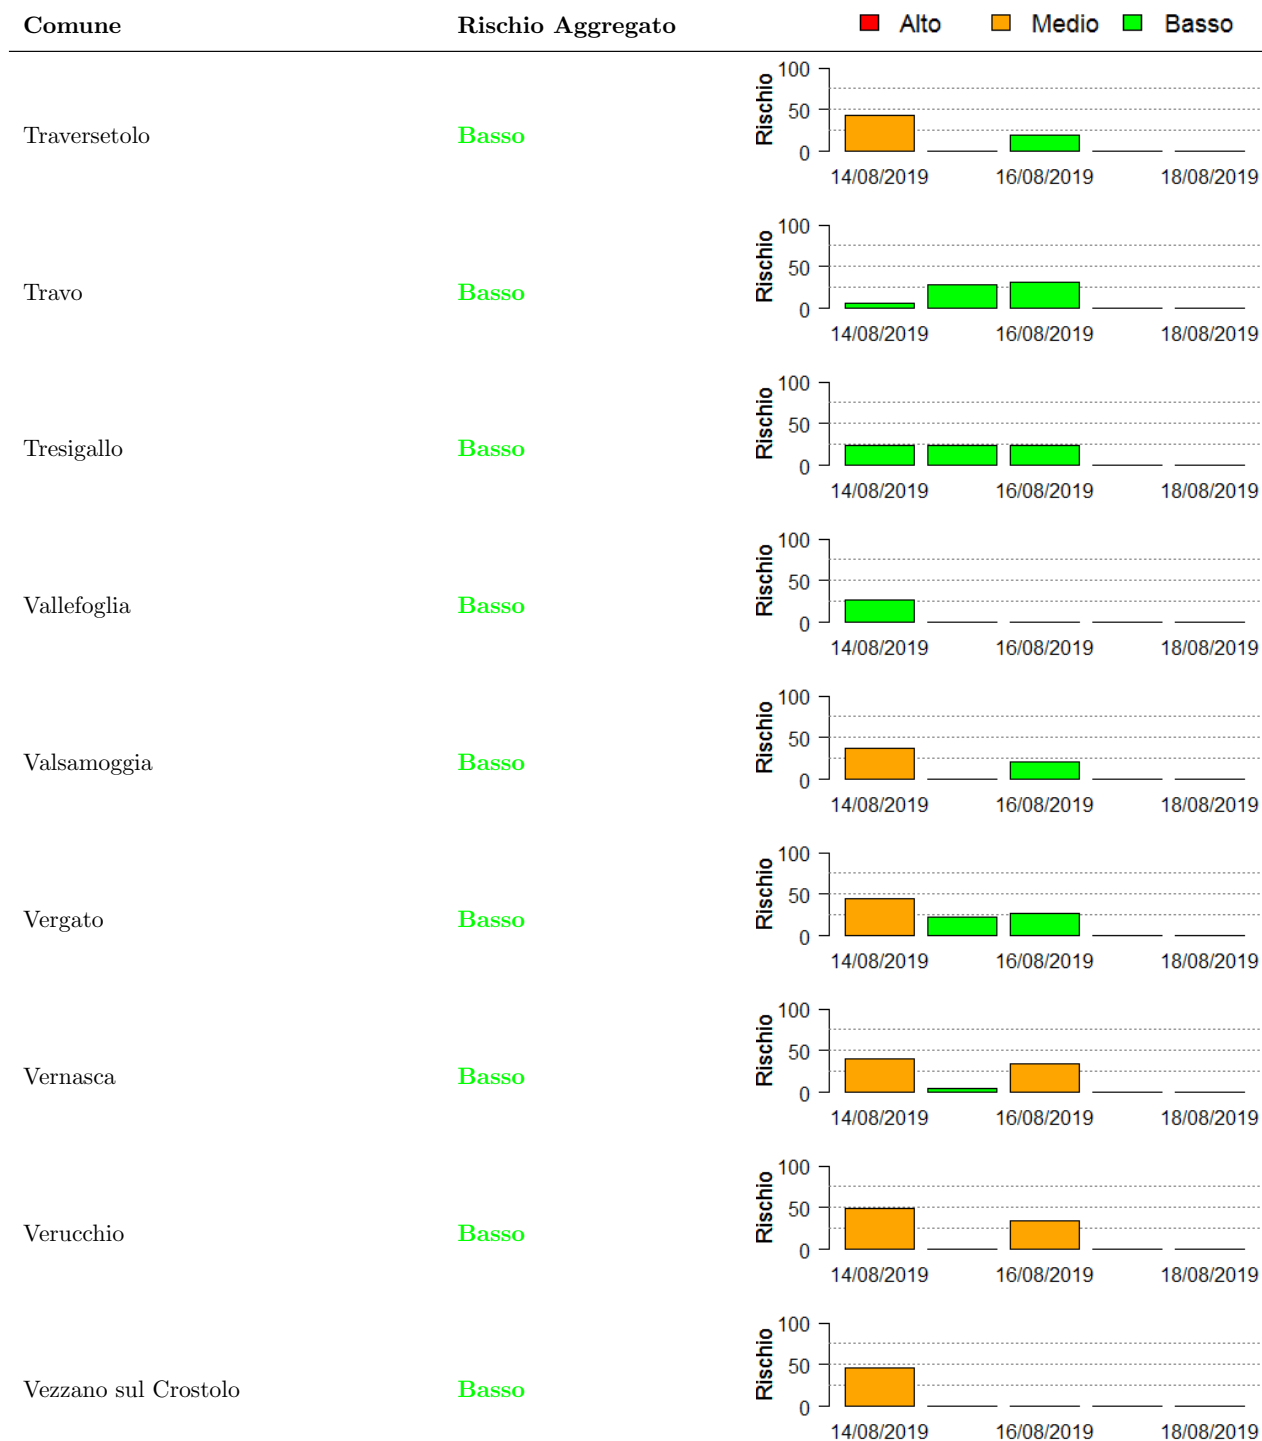 Comune Rischio Aggregato Alto Medio Basso
Traversetolo Basso
Rischio
100
50
0
14/08/2019 16/08/2019 18/08/2019
Travo Basso
Rischio
100
50
0
14/08/2019 16/08/2019 18/08/2019
Tresigallo Basso
Rischio
100
50
0
14/08/2019 16/08/2019 18/08/2019
Vallefoglia Basso
Rischio
100
50
0
14/08/2019 16/08/2019 18/08/2019
Valsamoggia Basso
Rischio
100
50
0
14/08/2019 16/08/2019 18/08/2019
Vergato Basso
Rischio
100
50
0
14/08/2019 16/08/2019 18/08/2019
Vernasca Basso
Rischio
100
50
0
14/08/2019 16/08/2019 18/08/2019
Verucchio Basso
Rischio
100
50
0
14/08/2019 16/08/2019 18/08/2019
Vezzano sul Crostolo Basso
Rischio
100
50
0
14/08/2019 16/08/2019 18/08/2019